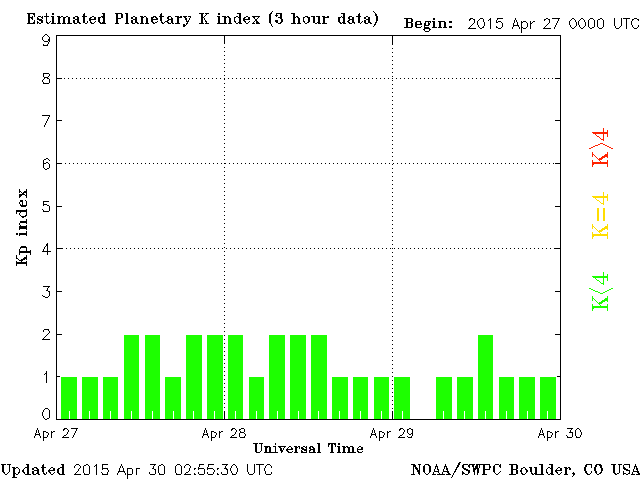 Estimated Planetary K index (3 hour data) Begin: 2015 Apr 27 0000 UTC
9
8
7
6
5
4
3
2
1
0
Kp index
K>4
K=4
K<4
Apr 27 Apr 28 Apr 29 Apr 30
Universal Time
Updated 2015 Apr 30 02:55:30 UTC NOAA/SWPC Boulder, CO USA